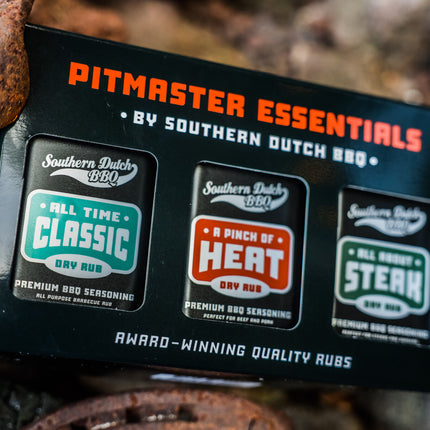 PITMASTER ESSENTIALS
• BY SOUTHERN DUTCH BBQ •
Southern Dutch
BBQ
• ALL TIME •
CLASSIC
DRY RUB
PREMIUM BBQ SEASONING
ALL PURPOSE BARBECUE RUB
Southern Dutch
BBQ
• A PINCH OF •
HEAT
DRY RUB
PREMIUM BBQ SEASONING
PERFECT FOR BEEF AND PORK
Southern Dutch
BBQ
• ALL ABOUT •
STEAK
DRY RUB
PREMIUM BBQ SEASONING
AWARD-WINNING QUALITY RUBS